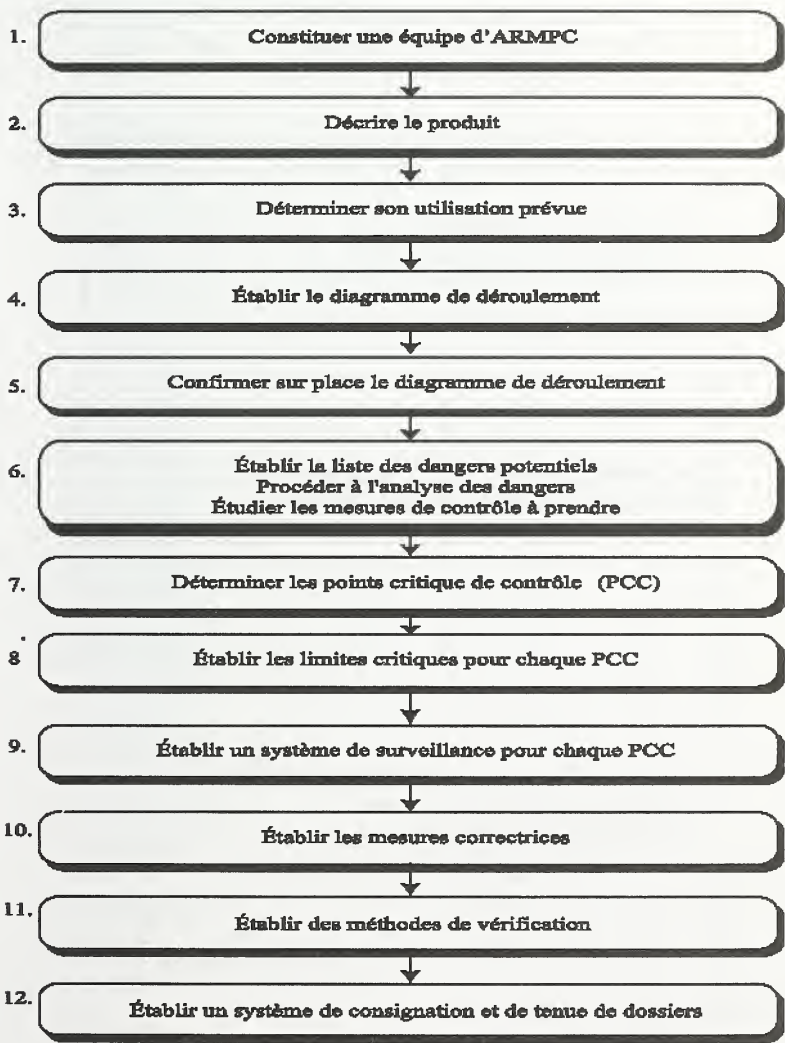 1. Constituer une équipe d'ARMPC
2. Décrire le produit
3. Déterminer son utilisation prévue
4. Établir le diagramme de déroulement
5. Confirmer sur place le diagramme de déroulement
6. Établir la liste des dangers potentiels
Procéder à l'analyse des dangers
Étudier les mesures de contrôle à prendre
7. Déterminer les points critique de contrôle (PCC)
8 Établir les limites critiques pour chaque PCC
9. Établir un système de surveillance pour chaque PCC
10. Établir les mesures correctrices
11. Établir des méthodes de vérification
12. Établir un système de consignation et de tenue de dossiers